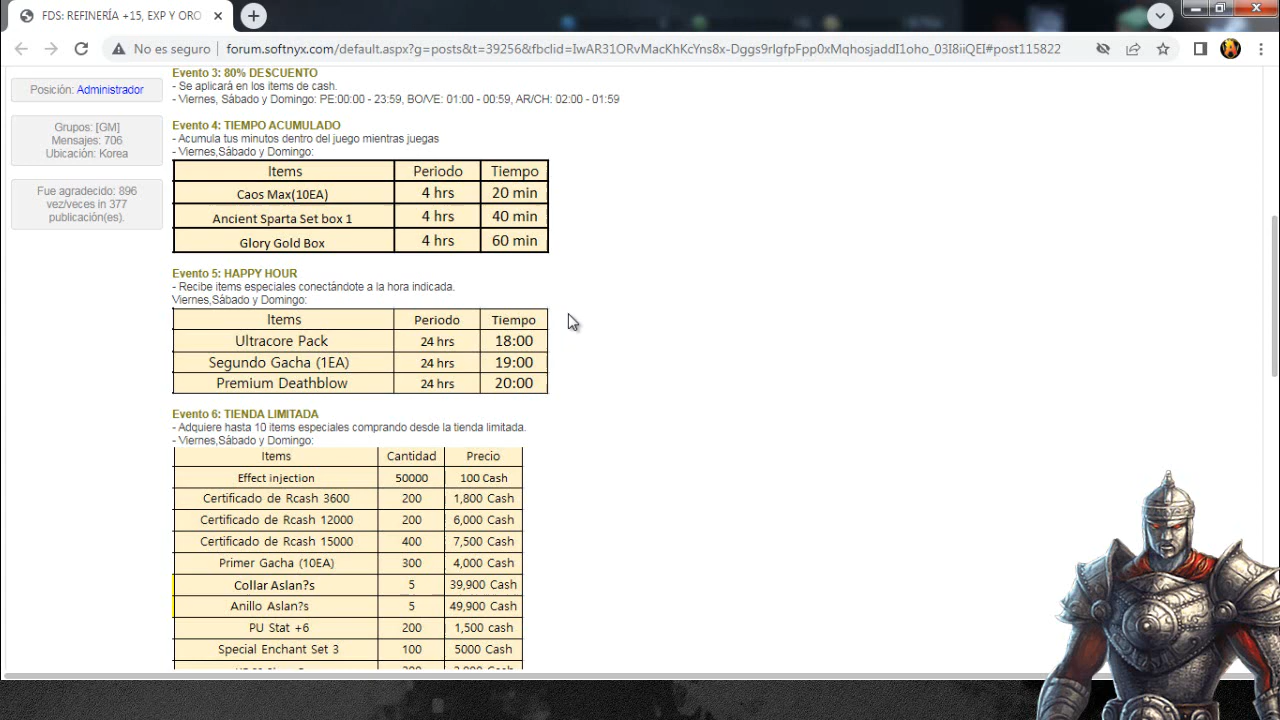 FDS: REFINERÍA +15, EXP Y ORO
No es seguro
forum.softnyx.com/default.aspx?g=posts&t=39256&fbclid=IwAR31ORvMacKhKcYns8x-Dggs9rIgfpFpp0xMqhosjaddI1oho_03I8iiQEI#post115822
Posición: Administrador
Grupos: [GM]
Mensajes: 706
Ubicación: Korea
Fue agradecido: 896
vez/veces in 377
publicación(es).
Evento 3: 80% DESCUENTO
- Se aplicará en los items de cash.
- Viernes, Sábado y Domingo: PE:00:00 - 23:59, BO/VE: 01:00 - 00:59, AR/CH: 02:00 - 01:59
Evento 4: TIEMPO ACUMULADO
- Acumula tus minutos dentro del juego mientras juegas
- Viernes,Sábado y Domingo:
Items Periodo Tiempo
Caos Max(10EA) 4 hrs 20 min
Ancient Sparta Set box 1 4 hrs 40 min
Glory Gold Box 4 hrs 60 min
Evento 5: HAPPY HOUR
- Recibe items especiales conectándote a la hora indicada.
Viernes,Sábado y Domingo:
Items Periodo Tiempo
Ultracore Pack 24 hrs 18:00
Segundo Gacha (1EA) 24 hrs 19:00
Premium Deathblow 24 hrs 20:00
Evento 6: TIENDA LIMITADA
- Adquiere hasta 10 items especiales comprando desde la tienda limitada.
- Viernes,Sábado y Domingo:
Items Cantidad Precio
Effect injection 50000 100 Cash
Certificado de Rcash 3600 200 1,800 Cash
Certificado de Rcash 12000 200 6,000 Cash
Certificado de Rcash 15000 400 7,500 Cash
Primer Gacha (10EA) 300 4,000 Cash
Collar Aslan?s 5 39,900 Cash
Anillo Aslan?s 5 49,900 Cash
PU Stat +6 200 1,500 cash
Special Enchant Set 3 100 5000 Cash